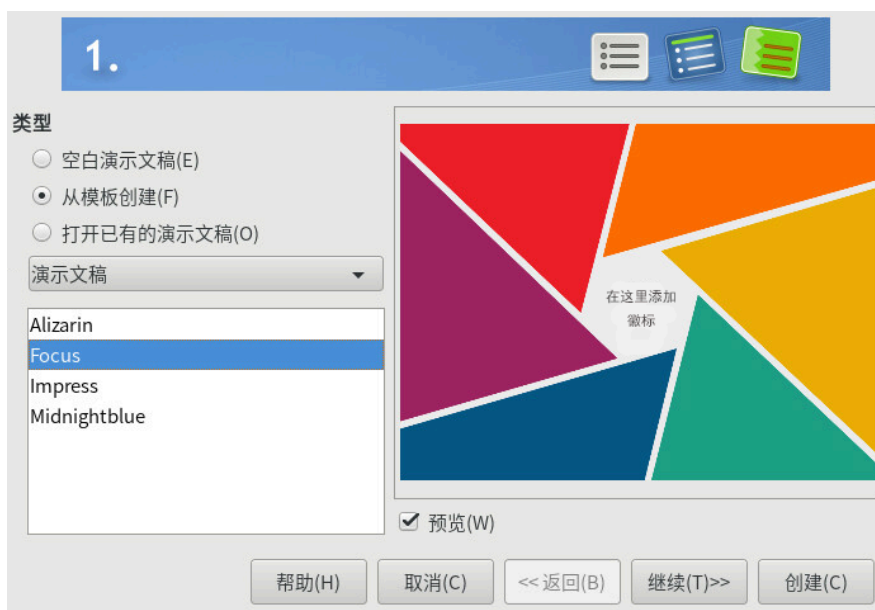 1.
类型
空白演示文稿(E)
从模板创建(F)
打开已有的演示文稿(O)
演示文稿
Alizarin
Focus
Impress
Midnightblue
在这里添加
徽标
预览(W)
帮助(H)
取消(C)
<< 返回(B)
继续(T)>>
创建(C)